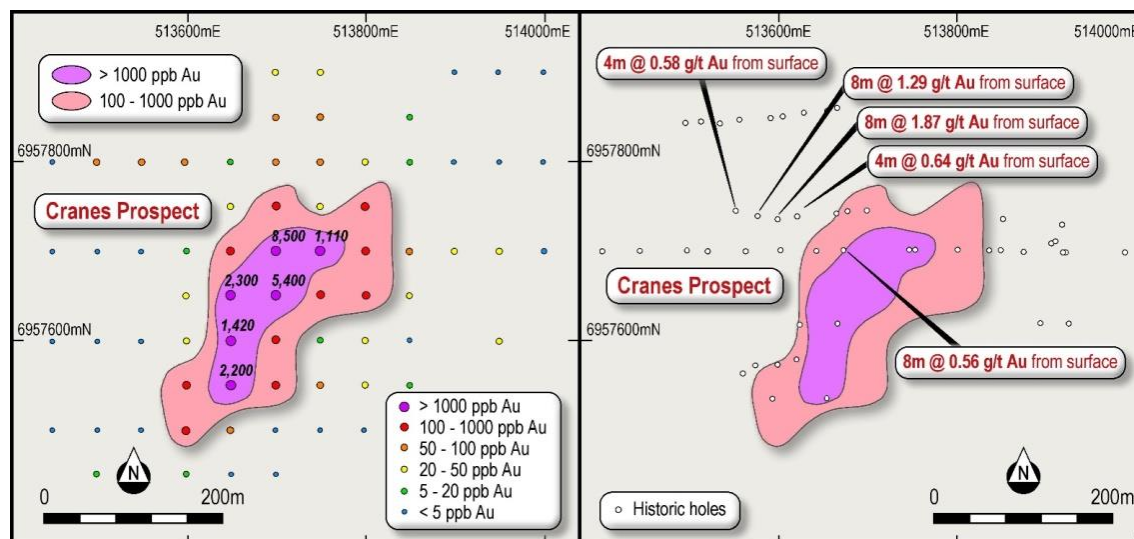 513600mE
513800mE
514000mE
> 1000 ppb Au
100 - 1000 ppb Au
6957800mN
Cranes Prospect
8,500
1,110
2,300
5,400
6957600mN
1,420
2,200
> 1000 ppb Au
100 - 1000 ppb Au
50 - 100 ppb Au
20 - 50 ppb Au
5 - 20 ppb Au
< 5 ppb Au
N
0
200m
513600mE
513800mE
514000mE
4m @ 0.58 g/t Au from surface
8m @ 1.29 g/t Au from surface
8m @ 1.87 g/t Au from surface
4m @ 0.64 g/t Au from surface
6957800mN
Cranes Prospect
6957600mN
8m @ 0.56 g/t Au from surface
N
Historic holes
0
200m